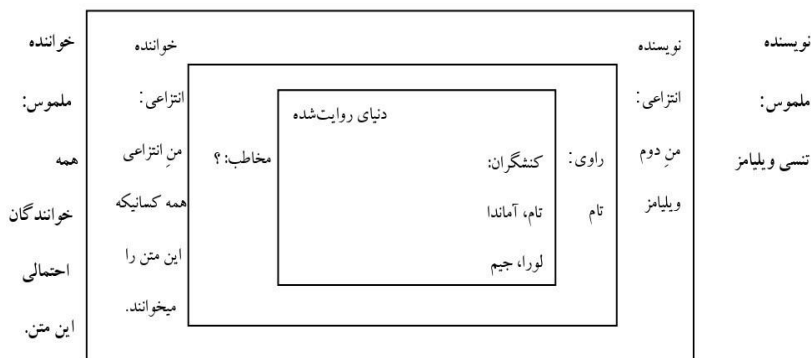 نویسنده
ملموس:
تنسی ویلیامز
نویسنده
انتزاعی:
منِ دوم
ویلیامز
راوی:
تام
دنیای روایت‌شده
کنشگران:
تام، آماندا
لورا، جیم
مخاطب: ؟
خواننده
انتزاعی:
منِ انتزاعی
همه کسانیکه
این متن را
میخوانند.
خواننده
ملموس:
همه
خوانندگان
احتمالی
این متن.